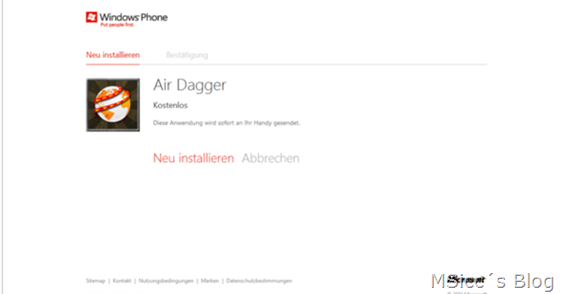 Windows Phone
Put people first.
Neu installieren Bestätigung
Air Dagger
Kostenlos
Diese Anwendung wird sofort an Ihr Handy gesendet.
Neu installieren Abbrechen
Sitemap | Kontakt | Nutzungsbedingungen | Marken | Datenschutzbestimmungen
MSicc´s Blog